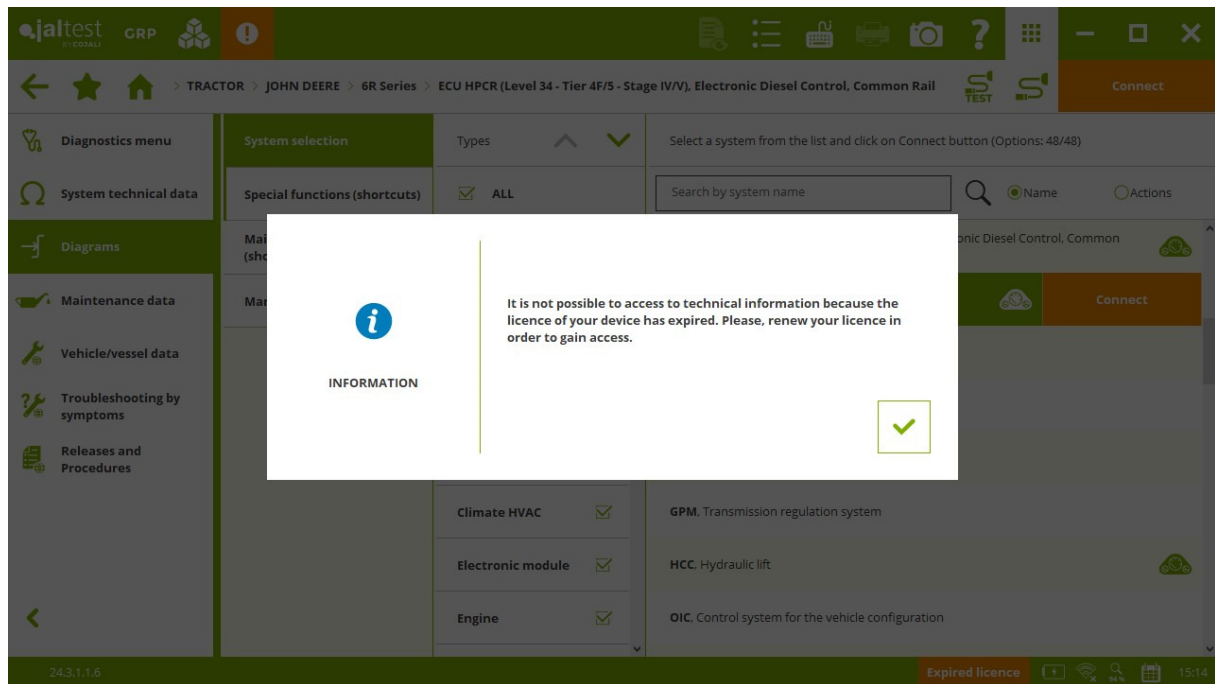 jaltest GRP
BY COJALI
> TRACTOR > JOHN DEERE > 6R Series > ECU HPCR (Level 34 - Tier 4F/5 - Stage IV/V), Electronic Diesel Control, Common Rail
TEST
Connect
Diagnostics menu
System technical data
Diagrams
Maintenance data
Vehicle/vessel data
Troubleshooting by
symptoms
Releases and
Procedures
System selection
Special functions (shortcuts)
Types
ALL
Select a system from the list and click on Connect button (Options: 48/48)
Search by system name
Name
Actions
Diesel Control, Common
Connect
INFORMATION
It is not possible to access to technical information because the
licence of your device has expired. Please, renew your licence in
order to gain access.
Climate HVAC
Electronic module
Engine
GPM, Transmission regulation system
HCC, Hydraulic lift
OIC, Control system for the vehicle configuration
24.3.1.1.6
Expired licence
94%
15:14